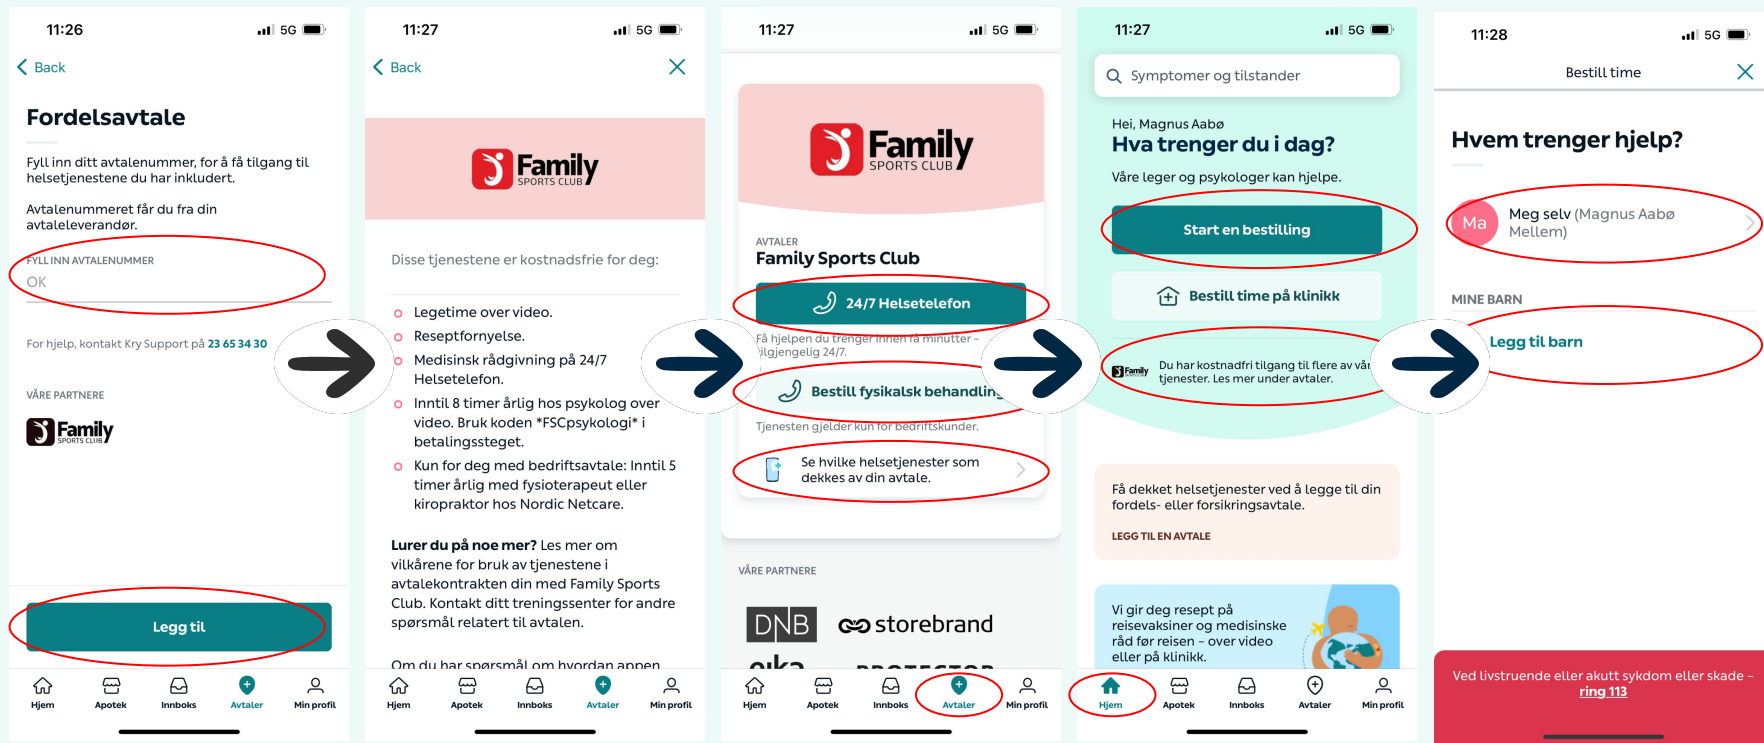 11:26
5G
Back
Fordelsavtale
Fyll inn ditt avtalenummer, for å få tilgang til
helsetjenestene du har inkludert.
Avtalenummeret får du fra din
avtaleleverandør.
FYLL INN AVTALENUMMER
OK
For hjelp, kontakt Kry Support på 23 65 34 30
VÅRE PARTNERE
Family
SPORTS CLUB
Legg til
Hjem
Apotek
Innboks
Avtaler
Min profil
11:27
5G
Back
Family
SPORTS CLUB
Disse tjenestene er kostnadsfrie for deg:
Legetime over video.
Reseptfornyelse.
Medisinsk rådgivning på 24/7
Helsetelefon.
Inntil 8 timer årlig hos psykolog over
video. Bruk koden *FSCpsykologi* i
betalingssteget.
Kun for deg med bedriftsavtale: Inntil 5
timer årlig med fysioterapeut eller
kiropraktor hos Nordic Netcare.
Lurer du på noe mer? Les mer om
vilkårene for bruk av tjenestene i
avtalekontrakten din med Family Sports
Club. Kontakt ditt treningssenter for andre
spørsmål relatert til avtalen.
Om du har spørsmål om hvordan appen
Hjem
Apotek
Innboks
Avtaler
Min profil
11:27
5G
Family
SPORTS CLUB
AVTALER
Family Sports Club
24/7 Helsetelefon
Få hjelpen du trenger innen få minutter –
tilgjengelig 24/7.
Bestill fysikalsk behandling
Tjenesten gjelder kun for bedriftskunder.
Se hvilke helsetjenester som
dekkes av din avtale.
VÅRE PARTNERE
DNB
storebrand
eika
PROTECTOR
Hjem
Apotek
Innboks
Avtaler
Min profil
11:27
5G
Symptomer og tilstander
Hei, Magnus Aabø
Hva trenger du i dag?
Våre leger og psykologer kan hjelpe.
Start en bestilling
Bestill time på klinikk
Family
Du har kostnadfri tilgang til flere av vår
tjenester. Les mer under avtaler.
Få dekket helsetjenester ved å legge til din
fordels- eller forsikringsavtale.
LEGG TIL EN AVTALE
Vi gir deg resept på
reisevaksiner og medisinske
råd før reisen – over video
eller på klinikk.
Hjem
Apotek
Innboks
Avtaler
Min profil
11:28
5G
Bestill time
Hvem trenger hjelp?
Ma
Meg selv (Magnus Aabø
Mellem)
MINE BARN
Legg til barn
Ved livstruende eller akutt sykdom eller skade –
ring 113